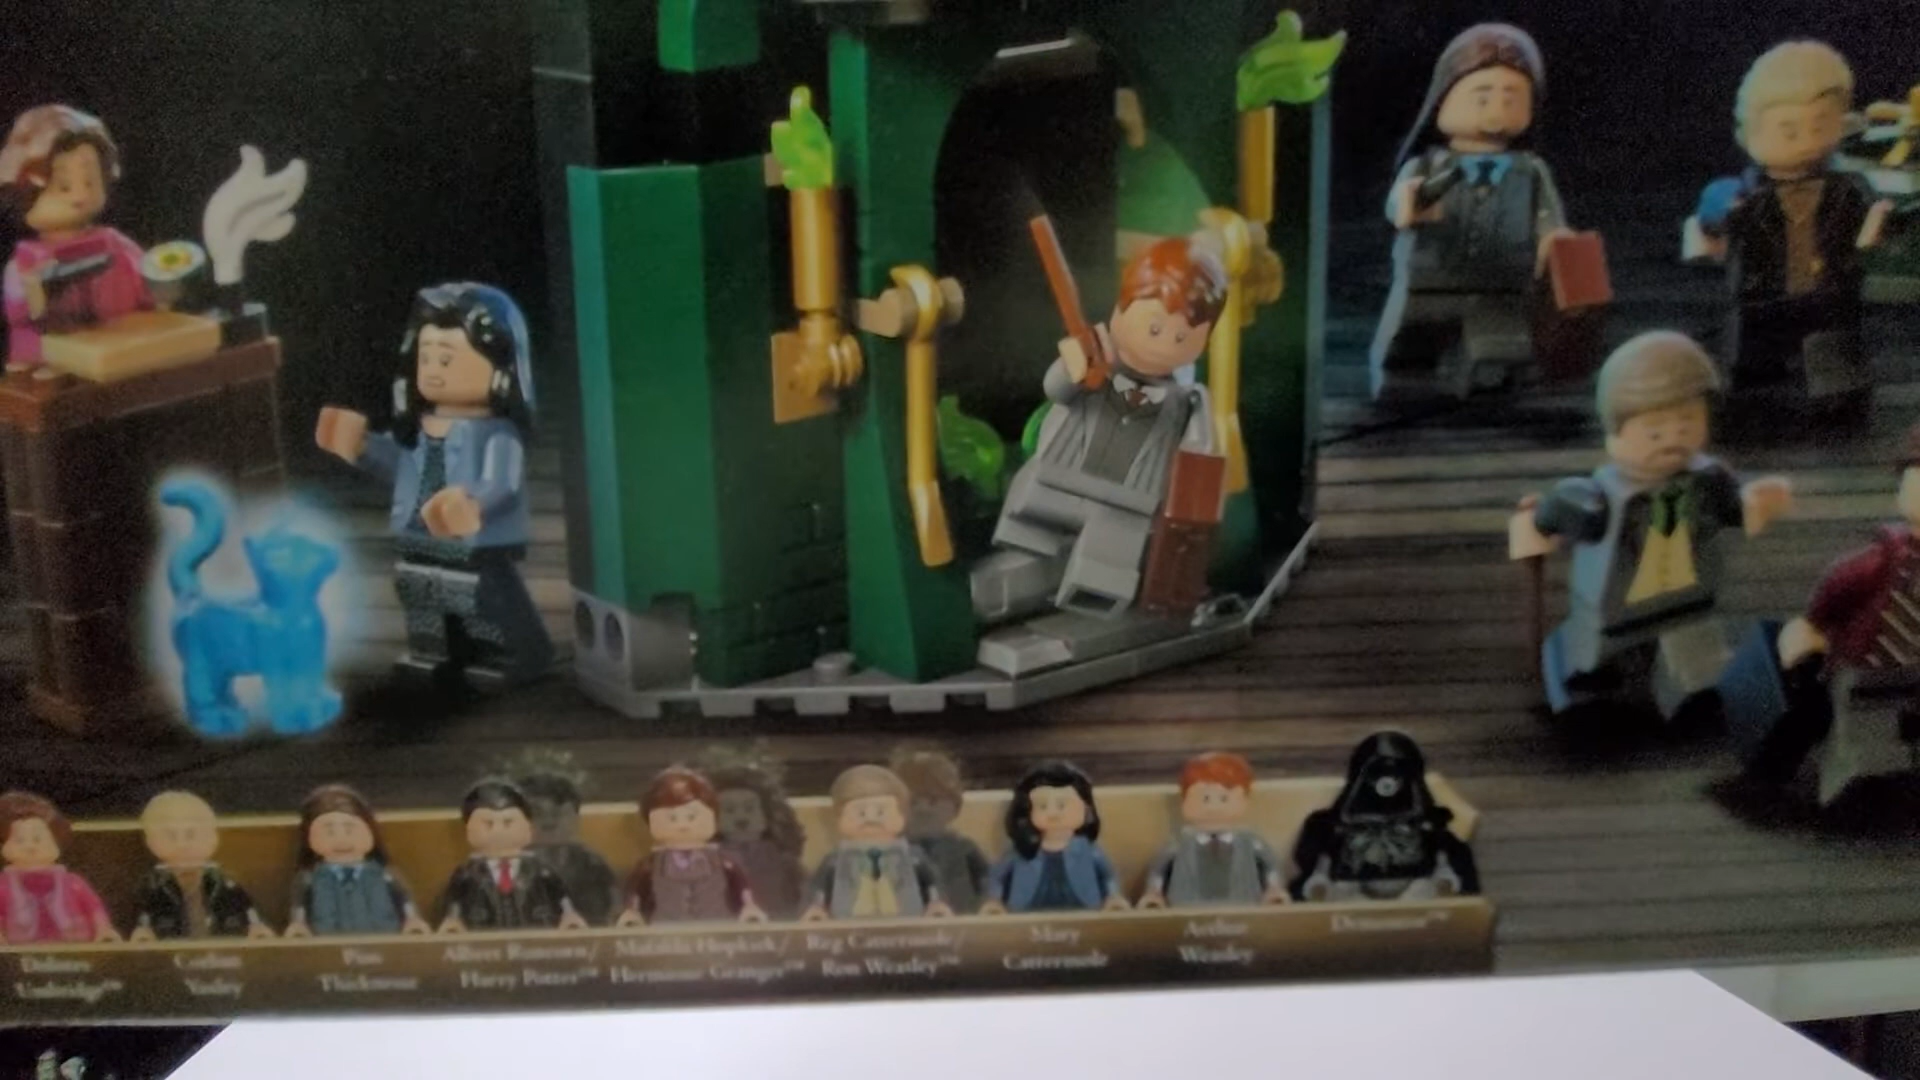 Dolores
Umbridge™
Corban
Yaxley
Pius
Thicknesse
Albert Runcorn/
Harry Potter™
Mafalda Hopkirk/
Hermione Granger™
Reg Cattermole/
Ron Weasley™
Mary
Cattermole
Arthur
Weasley
Dementor™